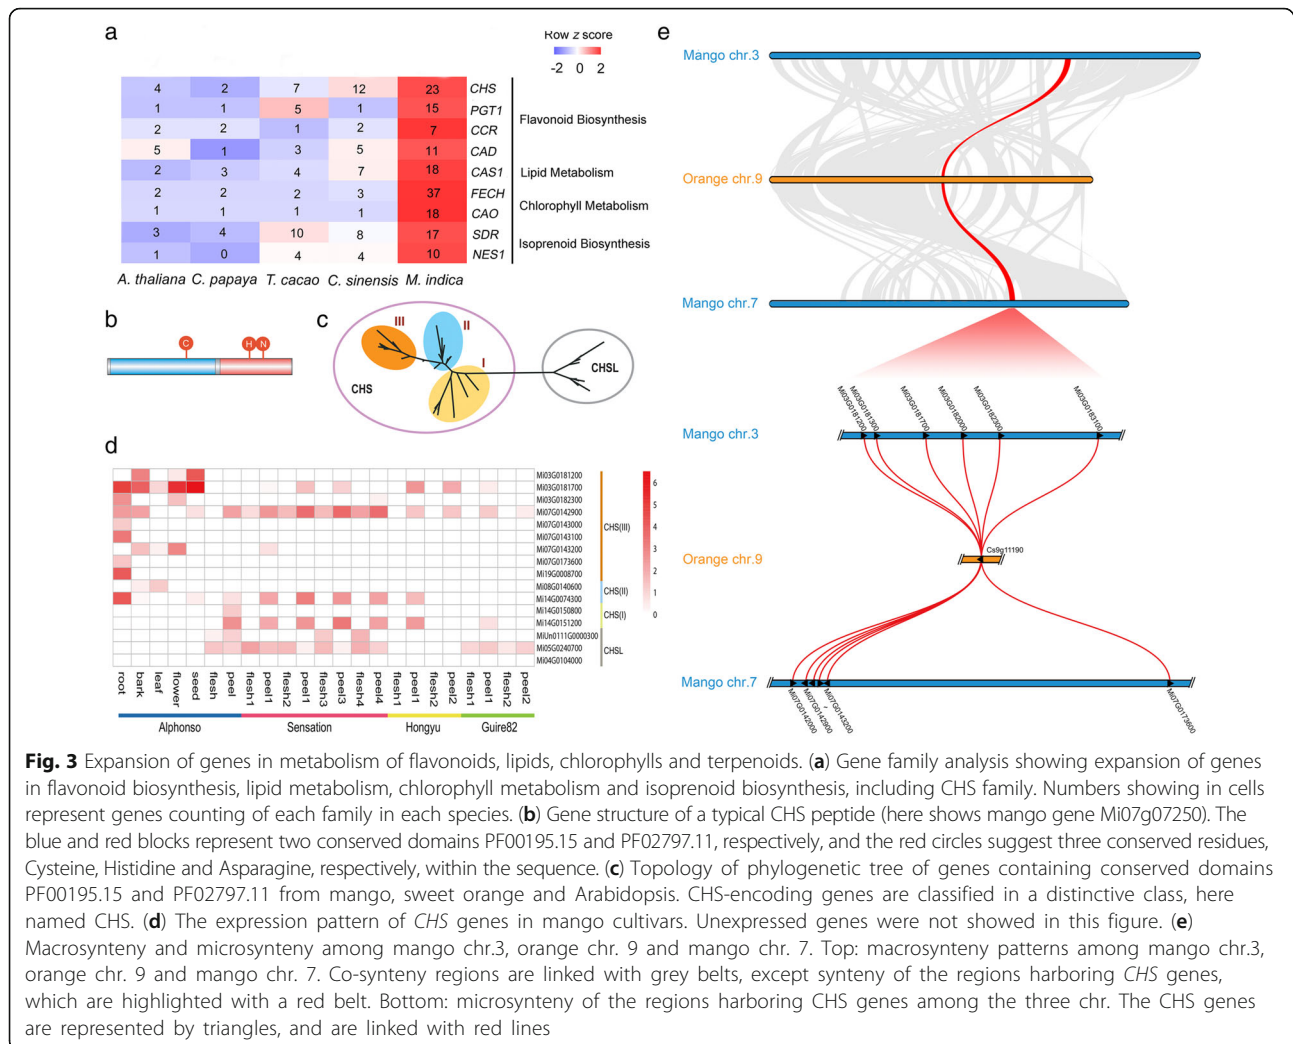 a
Row z score
-2 0 2
4 2 7 12 23 CHS
1 1 5 1 15 PGT1
2 2 1 2 7 CCR
5 1 3 5 11 CAD
2 3 4 7 18 CAS1
2 2 2 3 37 FECH
1 1 1 1 18 CAO
3 4 10 8 17 SDR
1 0 4 4 10 NES1
Flavonoid Biosynthesis
Lipid Metabolism
Chlorophyll Metabolism
Isoprenoid Biosynthesis
A. thaliana C. papaya T. cacao C. sinensis M. indica
b
C H N
c
III
II
I
CHS
CHSL
d
Mi03G0181200
Mi03G0181700
Mi03G0182300
Mi07G0142900
Mi07G0143000
Mi07G0143100
Mi07G0143200
Mi07G0173600
Mi19G0008700
Mi08G0140600
Mi14G0074300
Mi14G0150800
Mi14G0151200
MiUn0111G0000300
Mi05G0240700
Mi04G0104000
CHS(III)
CHS(II)
CHS(I)
CHSL
6
5
4
3
2
1
0
root bark leaf flower seed flesh peel flesh1 peel1 flesh2 peel2 flesh3 peel3 flesh4 peel4 flesh1 peel1 flesh2 peel2 flesh1 peel1 flesh2 peel2
Alphonso Sensation Hongyu Guire82
e
Mango chr.3
Orange chr.9
Mango chr.7
Mi03G0181200 Mi03G0181300 Mi03G0181700 Mi03G0182000 Mi03G0182300 Mi03G0183100
Mango chr.3
Cs9g11190
Orange chr.9
Mango chr.7
Mi07G0142000 Mi07G0142900 ~ Mi07G0143200 Mi07G0173600
Fig. 3 Expansion of genes in metabolism of flavonoids, lipids, chlorophylls and terpenoids. (a) Gene family analysis showing expansion of genes
in flavonoid biosynthesis, lipid metabolism, chlorophyll metabolism and isoprenoid biosynthesis, including CHS family. Numbers showing in cells
represent genes counting of each family in each species. (b) Gene structure of a typical CHS peptide (here shows mango gene Mi07g07250). The
blue and red blocks represent two conserved domains PF00195.15 and PF02797.11, respectively, and the red circles suggest three conserved residues,
Cysteine, Histidine and Asparagine, respectively, within the sequence. (c) Topology of phylogenetic tree of genes containing conserved domains
PF00195.15 and PF02797.11 from mango, sweet orange and Arabidopsis. CHS-encoding genes are classified in a distinctive class, here
named CHS. (d) The expression pattern of CHS genes in mango cultivars. Unexpressed genes were not showed in this figure. (e)
Macrosynteny and microsynteny among mango chr.3, orange chr. 9 and mango chr. 7. Top: macrosynteny patterns among mango chr.3,
orange chr. 9 and mango chr. 7. Co-synteny regions are linked with grey belts, except synteny of the regions harboring CHS genes,
which are highlighted with a red belt. Bottom: microsynteny of the regions harboring CHS genes among the three chr. The CHS genes
are represented by triangles, and are linked with red lines